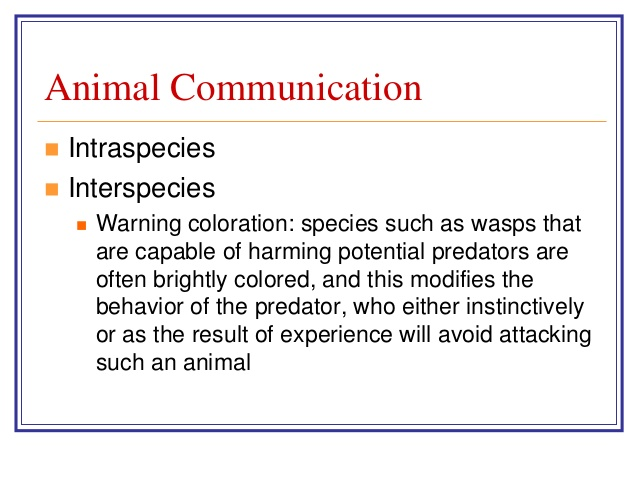 Animal Communication
Intraspecies
Interspecies
Warning coloration: species such as wasps that
are capable of harming potential predators are
often brightly colored, and this modifies the
behavior of the predator, who either instinctively
or as the result of experience will avoid attacking
such an animal